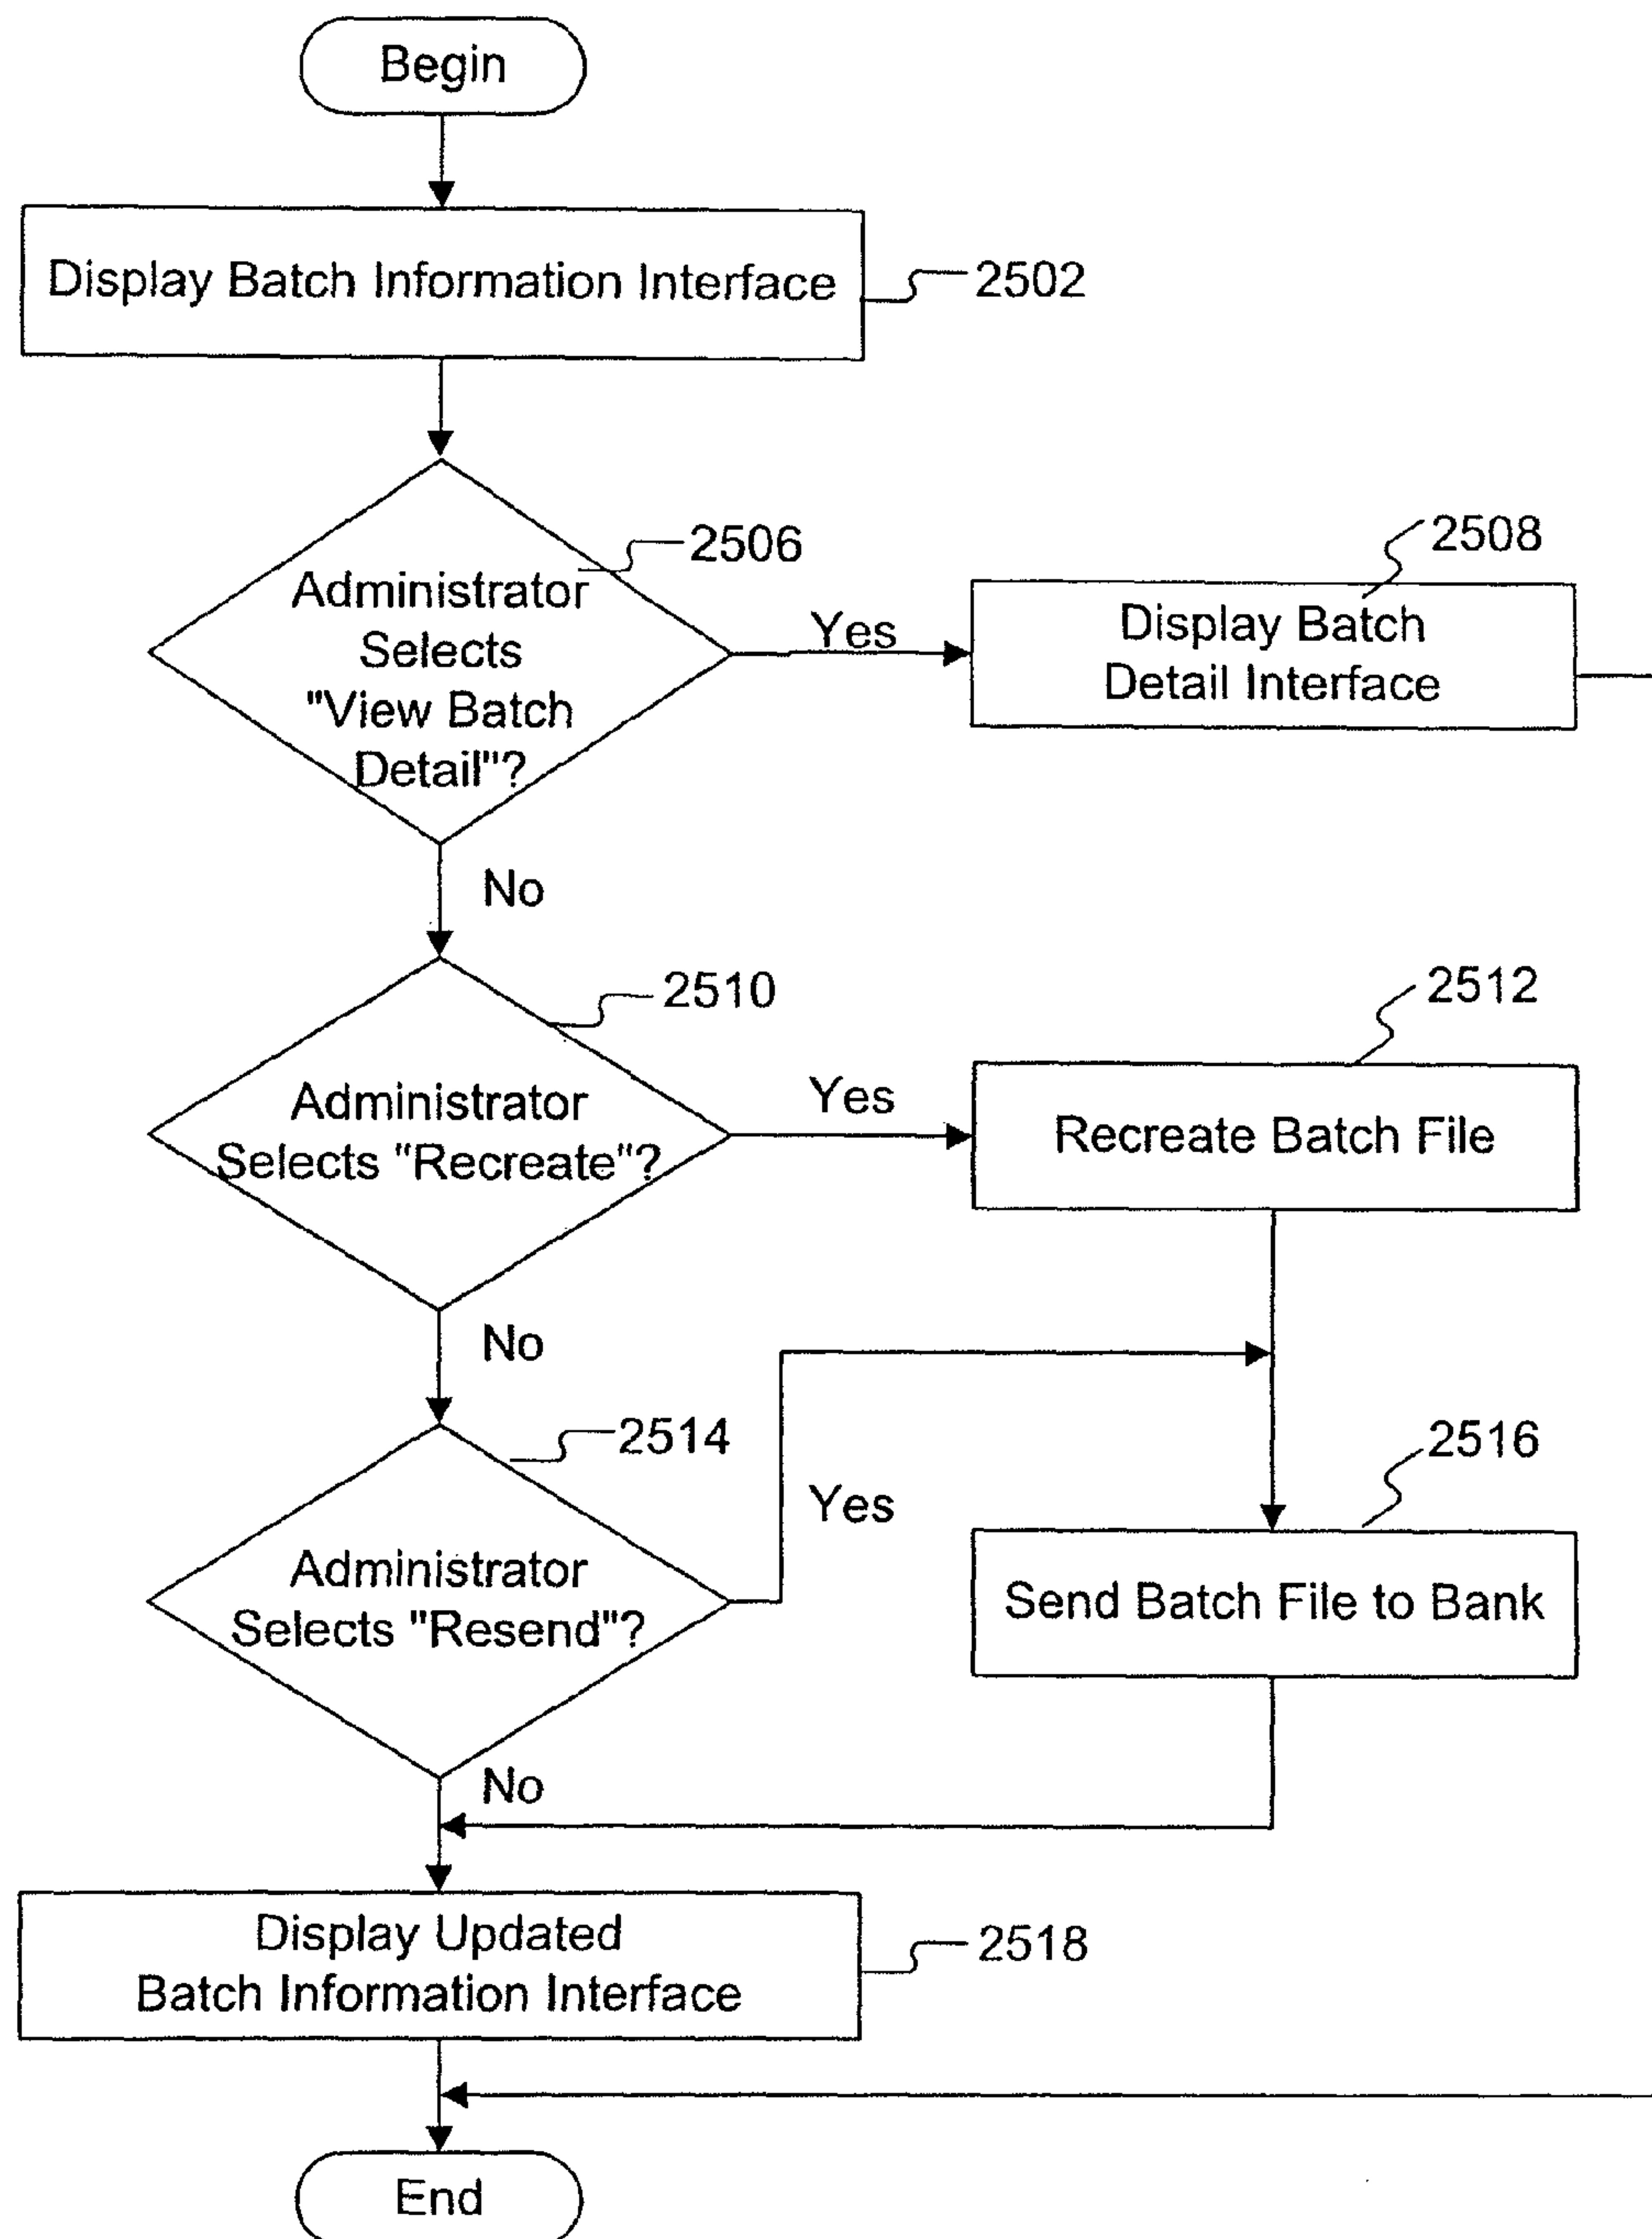 Begin
Display Batch Information Interface
2502
2506
Administrator
Selects
"View Batch
Detail"?
Yes
2508
Display Batch
Detail Interface
No
2510
Administrator
Selects "Recreate"?
Yes
2512
Recreate Batch File
No
2514
Administrator
Selects "Resend"?
Yes
2516
Send Batch File to Bank
No
Display Updated
Batch Information Interface
2518
End